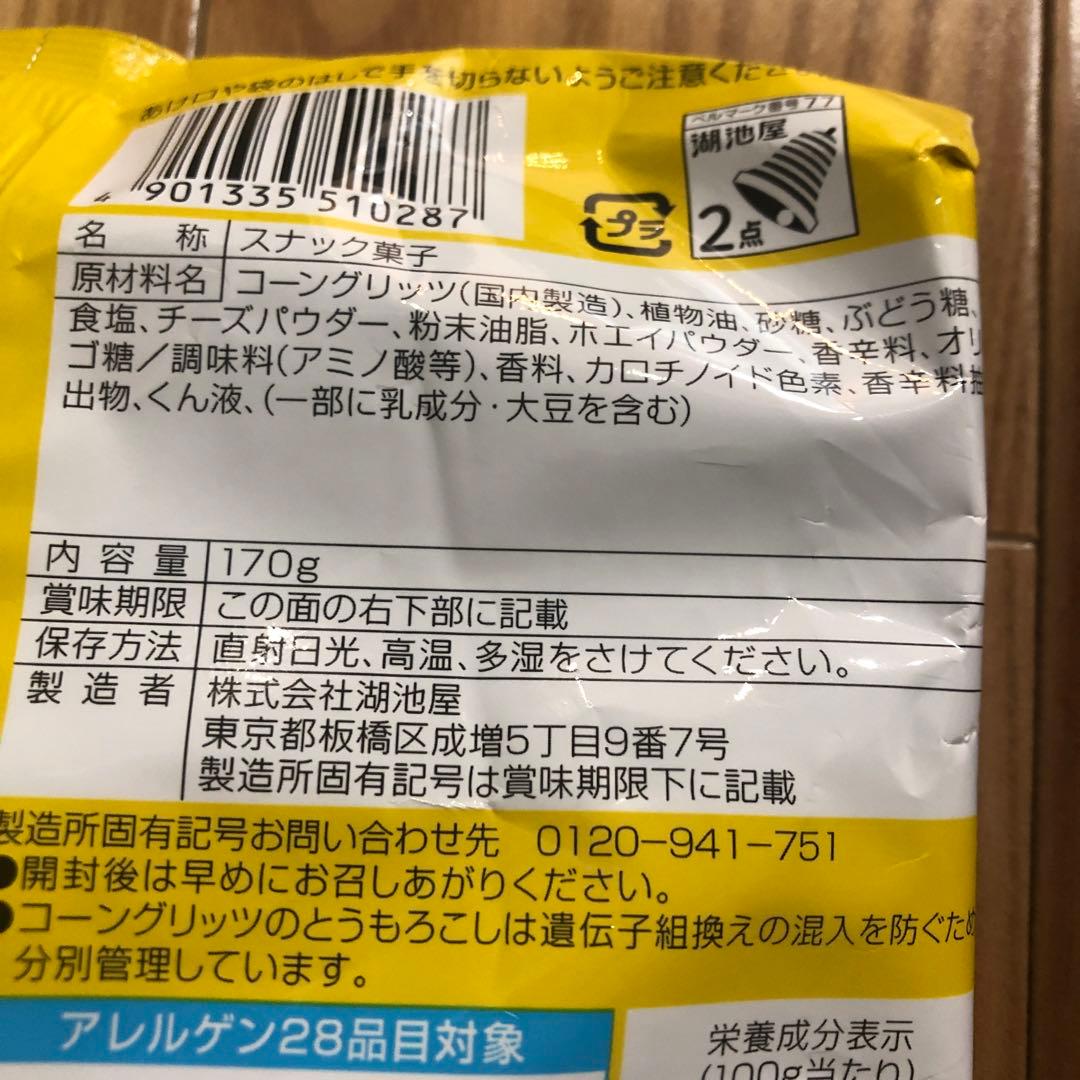 あけ口や袋のはしで手を切らないようご注意くださ
ベルマーク番号77
湖池屋
2点
プラ
4 901335 510287
名称 スナック菓子
原材料名 コーングリッツ(国内製造)、植物油、砂糖、ぶどう糖、
食塩、チーズパウダー、粉末油脂、ホエイパウダー、香辛料、オリ
ゴ糖／調味料(アミノ酸等)、香料、カロチノイド色素、香辛料抽
出物、くん液、(一部に乳成分・大豆を含む)
内容量 170g
賞味期限 この面の右下部に記載
保存方法 直射日光、高温、多湿をさけてください。
製造者 株式会社湖池屋
東京都板橋区成増5丁目9番7号
製造所固有記号は賞味期限下に記載
製造所固有記号お問い合わせ先 0120-941-751
●開封後は早めにお召しあがりください。
●コーングリッツのとうもろこしは遺伝子組換えの混入を防ぐため
分別管理しています。
アレルゲン28品目対象
栄養成分表示
(100g当たり)